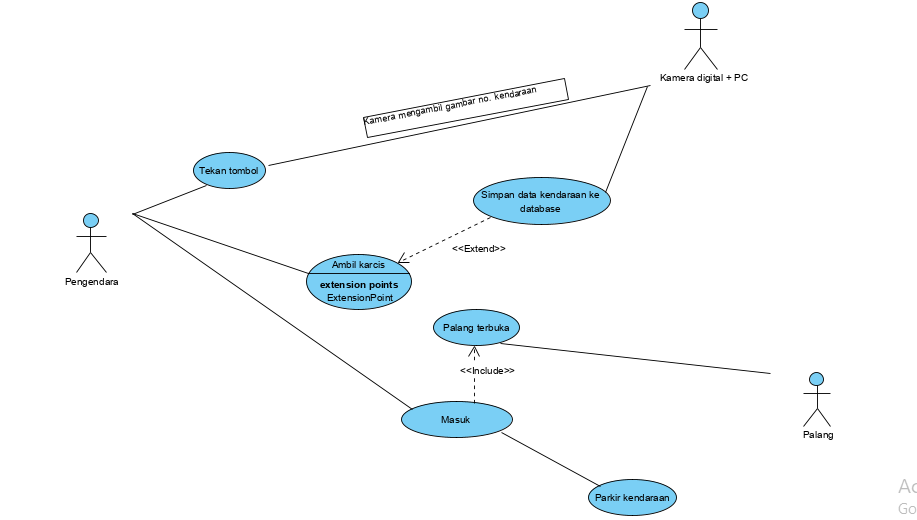 Kamera digital + PC
Kamera mengambil gambar no. kendaraan
Tekan tombol
Simpan data kendaraan ke
database
<<Extend>>
Pengendara
Ambil karcis
extension points
ExtensionPoint
Palang terbuka
<<Include>>
Masuk
Palang
Parkir kendaraan
Ac
Go